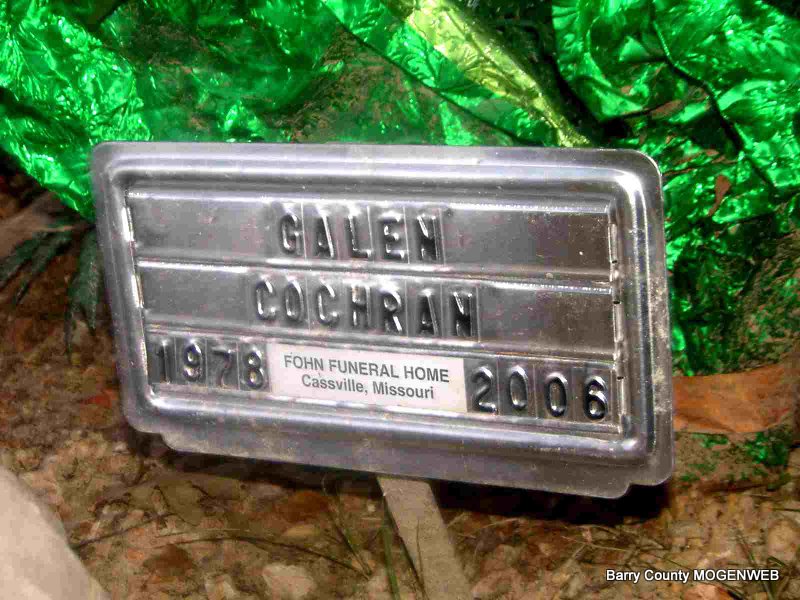 GALEN
COCHRAN
1978 FOHN FUNERAL HOME 2006
Cassville, Missouri
Barry County MOGENWEB